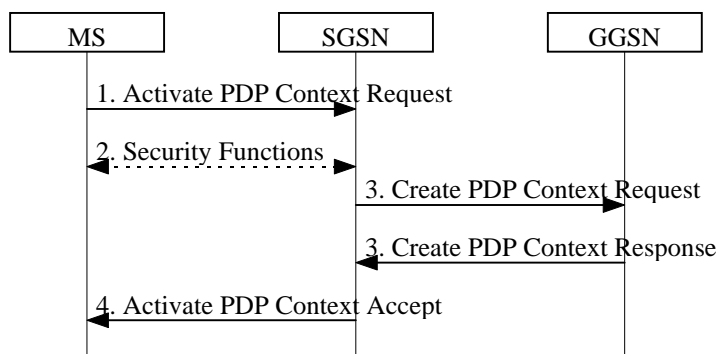 MS SGSN GGSN
1. Activate PDP Context Request
2. Security Functions
3. Create PDP Context Request
3. Create PDP Context Response
4. Activate PDP Context Accept